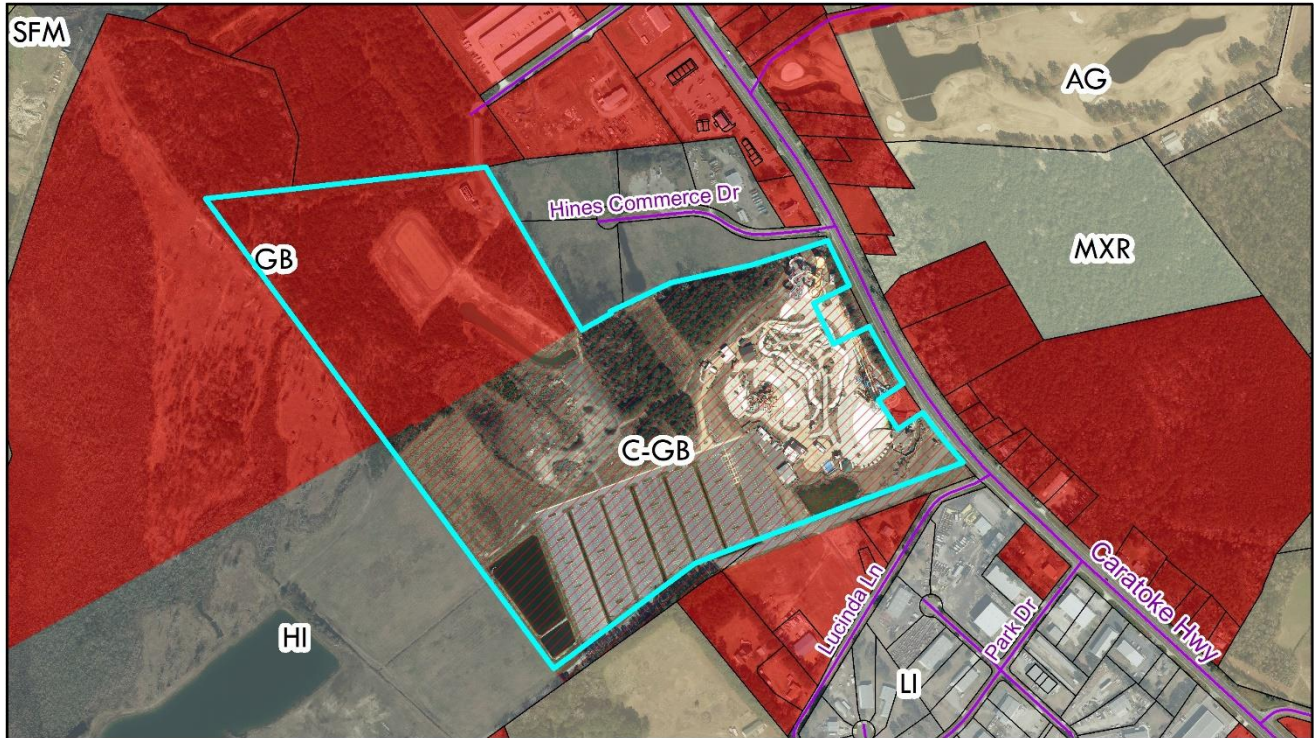 SFM
AG
Hines Commerce Dr
MXR
GB
C-GB
Caratoke Hwy
Lucinda Ln
Park Dr
HI
LI